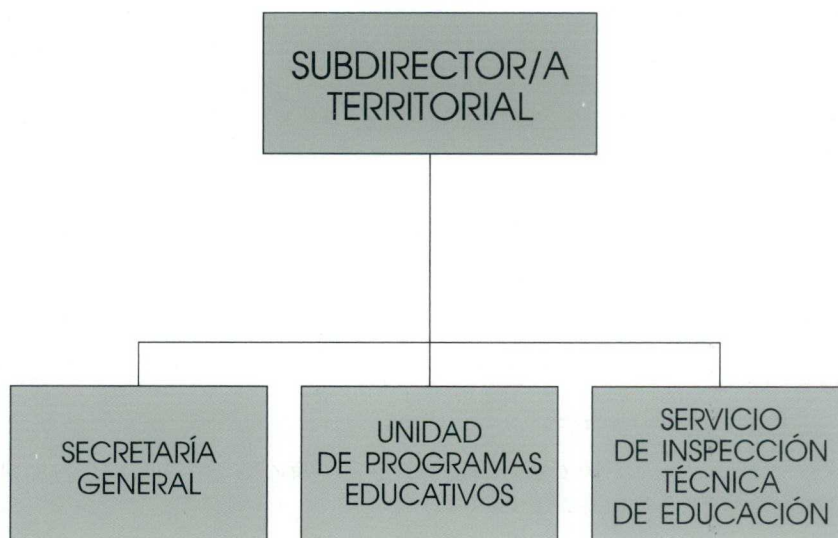 SUBDIRECTOR/A
TERRITORIAL
SECRETARÍA
GENERAL
UNIDAD
DE PROGRAMAS
EDUCATIVOS
SERVICIO
DE INSPECCIÓN
TÉCNICA
DE EDUCACIÓN